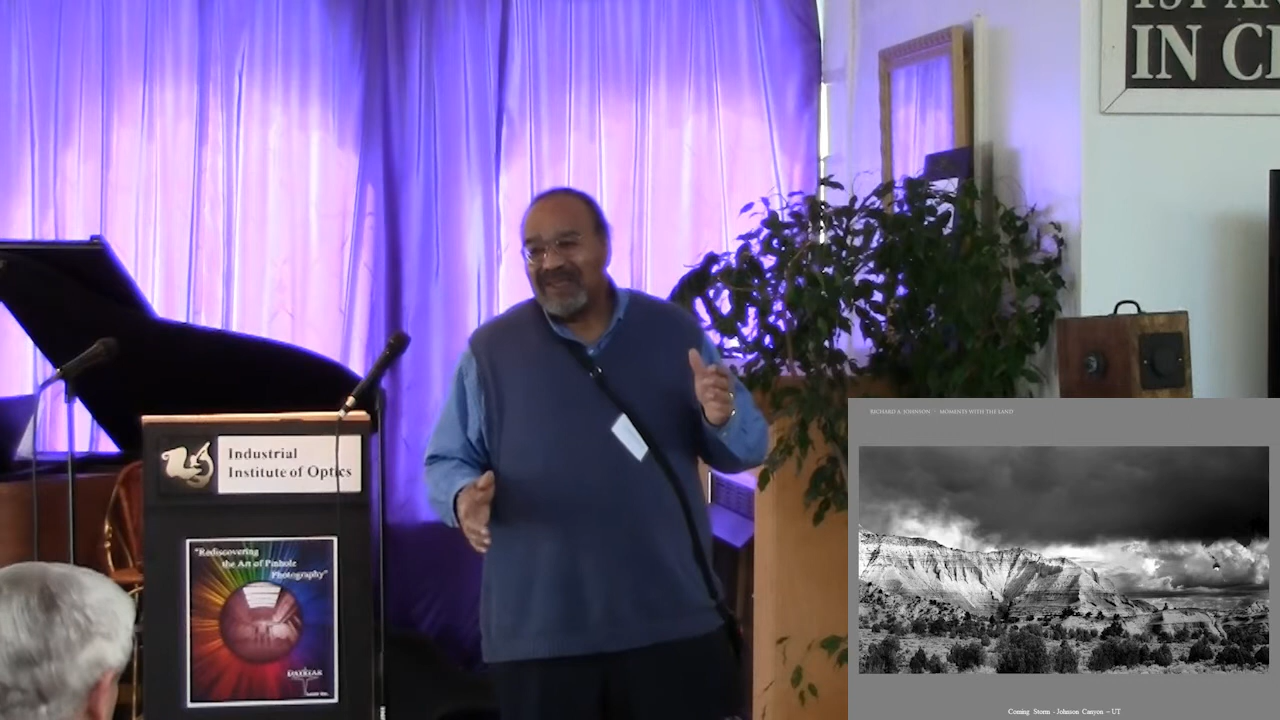 IN
Industrial
Institute of Optics
"Rediscovering
the Art of Pinhole
Photography"
DAYSTAR
RICHARD A. JOHNSON - MOMENTS WITH THE LAND
Coming Storm - Johnson Canyon – UT